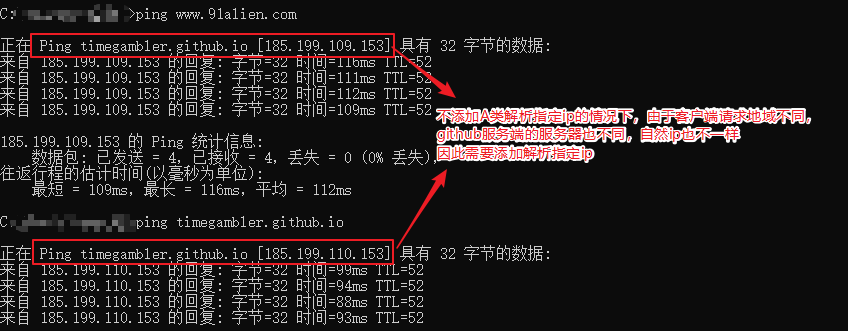 C:    >ping www.91alien.com
正在 Ping timegambler.github.io [185.199.109.153] 具有 32 字节的数据:
来自 185.199.109.153 的回复: 字节=32 时间=116ms TTL=52
来自 185.199.109.153 的回复: 字节=32 时间=111ms TTL=52
来自 185.199.109.153 的回复: 字节=32 时间=112ms TTL=52
来自 185.199.109.153 的回复: 字节=32 时间=109ms TTL=52
不添加A类解析指定ip的情况下，由于客户端请求地域不同，
github服务端的服务器也不同，自然ip也不一样
因此需要添加解析指定ip
185.199.109.153 的 Ping 统计信息:
数据包: 已发送 = 4，已接收 = 4，丢失 = 0 (0% 丢失)，
往返行程的估计时间(以毫秒为单位):
最短 = 109ms，最长 = 116ms，平均 = 112ms
C    ping timegambler.github.io
正在 Ping timegambler.github.io [185.199.110.153] 具有 32 字节的数据:
来自 185.199.110.153 的回复: 字节=32 时间=99ms TTL=52
来自 185.199.110.153 的回复: 字节=32 时间=94ms TTL=52
来自 185.199.110.153 的回复: 字节=32 时间=88ms TTL=52
来自 185.199.110.153 的回复: 字节=32 时间=93ms TTL=52